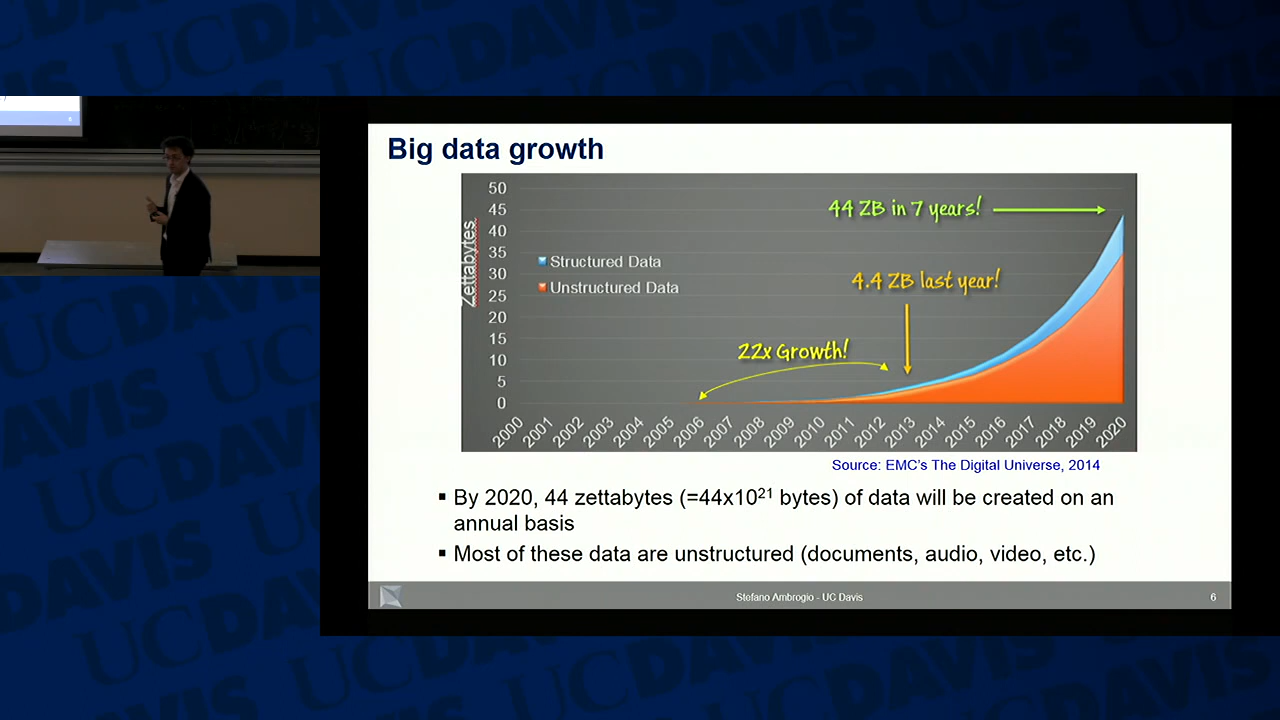 Big data growth
50
45
40
35
30
25
20
15
10
5
0
Zettabytes
Structured Data
Unstructured Data
44 ZB in 7 years!
4.4 ZB last year!
22x Growth!
2000 2001 2002 2003 2004 2005 2006 2007 2008 2009 2010 2011 2012 2013 2014 2015 2016 2017 2018 2019 2020
Source: EMC's The Digital Universe, 2014
▪ By 2020, 44 zettabytes (=44x10²¹ bytes) of data will be created on an
annual basis
▪ Most of these data are unstructured (documents, audio, video, etc.)
Stefano Ambrogio - UC Davis
6
UCDAVIS